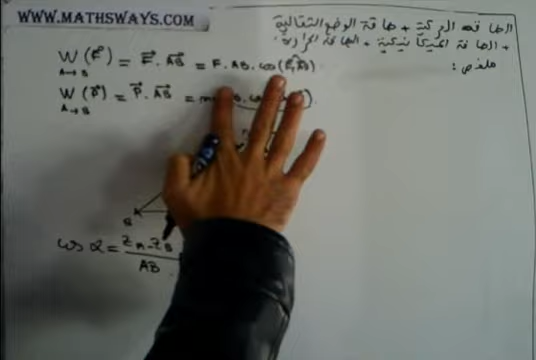 WWW.MATHSWAYS.COM
الطاقة الحركية + طاقة الوضع الثقالية
+ الطاقة الميكانيكية + الطاقة الحرارية.
ملخص :
W(F⃗) = F⃗ . AB⃗ = F . AB . cos(F⃗, AB⃗)
A→B
W(P⃗) = P⃗ . AB⃗ = m
A→B
B
cos α = Z_A - Z_B
AB